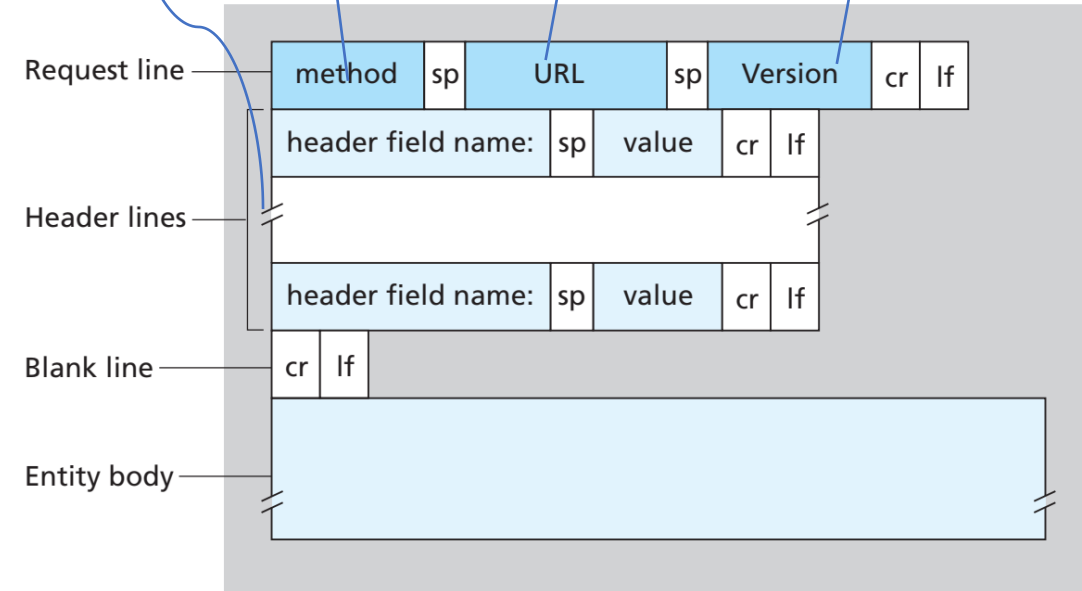 Request line method sp URL sp Version cr lf
header field name: sp value cr lf
Header lines
header field name: sp value cr lf
Blank line cr lf
Entity body